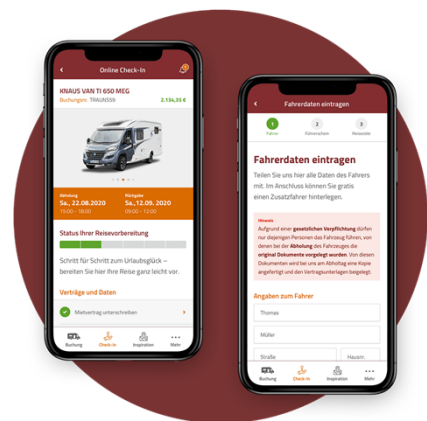 Online Check-In
KNAUS VAN TI 650 MEG
Buchungen: TRAUNS59
2.134,35 €
Abholung
Sa., 22.08.2020
15:00 - 18:00
Rückgabe
Sa.,12.09. 2020
09:00 - 12:00
Status Ihrer Reisevorbereitung
Schritt für Schritt zum Urlaubsglück –
bereiten Sie hier Ihre Reise ganz leicht vor.
Verträge und Daten
Mietvertrag unterschreiben
Buchung
Check-In
Inspiration
Mehr
Fahrerdaten eintragen
1
2
3
Fahrer
Führerschein
Reiseziele
Fahrerdaten eintragen
Teilen Sie uns hier alle Daten des Fahrers
mit. Im Anschluss können Sie gratis
einen Zusatzfahrer hinterlegen.
Hinweis
Aufgrund einer gesetzlichen Verpflichtung dürfen
nur diejenigen Personen das Fahrzeug führen, von
denen bei der Abholung des Fahrzeuges die
original Dokumente vorgelegt wurden. Von diesen
Dokumenten wird bei uns am Abholtag eine Kopie
angefertigt und den Vertragsunterlagen beigelegt.
Angaben zum Fahrer
Thomas
Müller
Straße
Hausnr.
Buchung
Check-In
Inspiration
Mehr